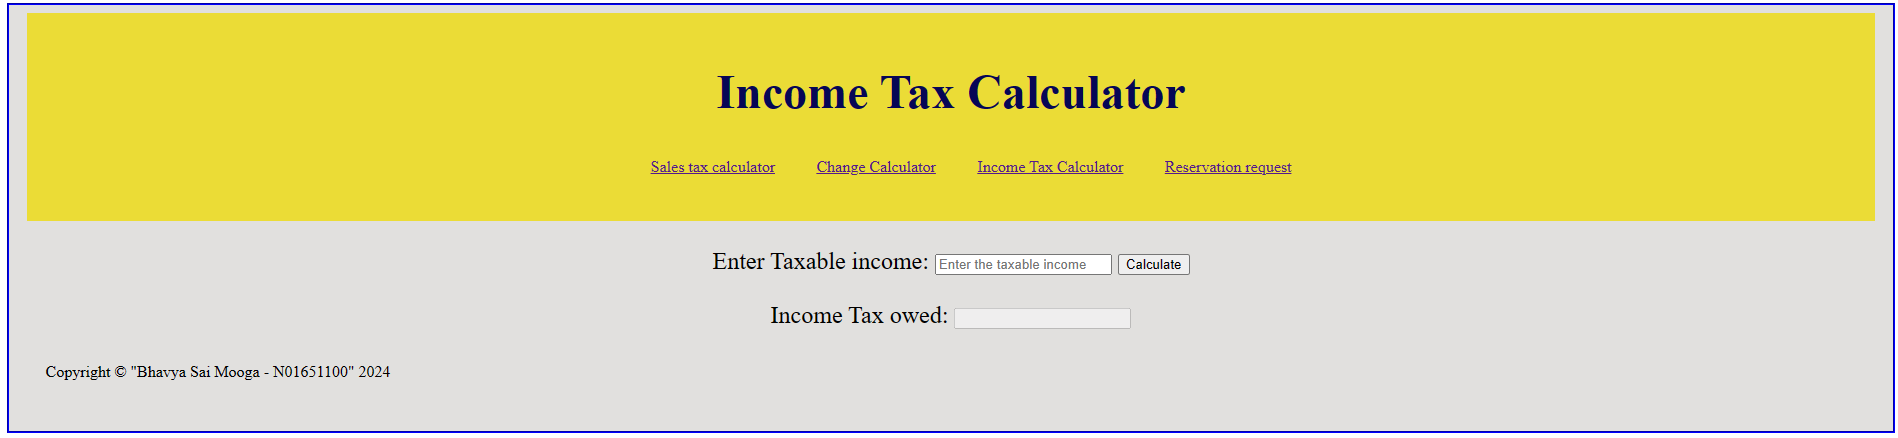 Income Tax Calculator
Sales tax calculator Change Calculator Income Tax Calculator Reservation request
Enter Taxable income: Enter the taxable income Calculate
Income Tax owed:
Copyright © "Bhavya Sai Mooga - N01651100" 2024